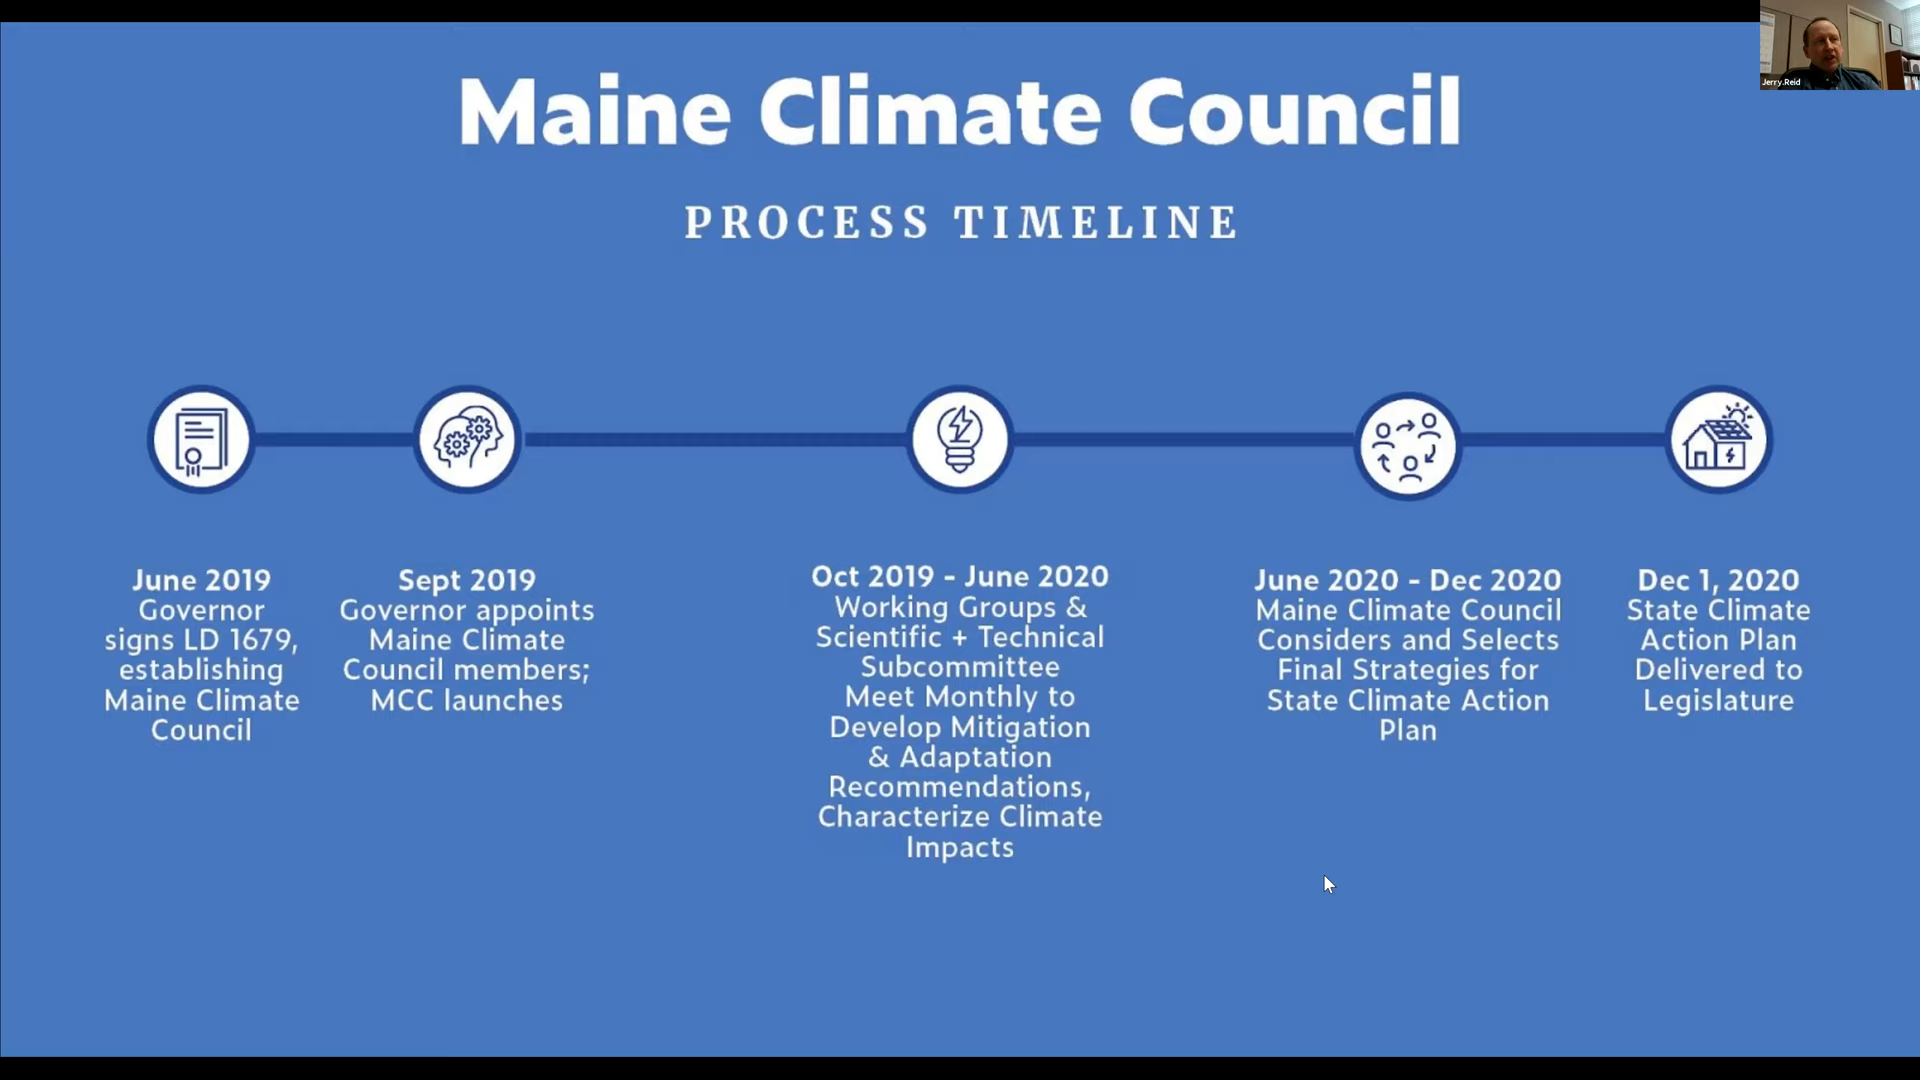 Maine Climate Council
PROCESS TIMELINE
Jerry.Reid
June 2019
Governor
signs LD 1679,
establishing
Maine Climate
Council
Sept 2019
Governor appoints
Maine Climate
Council members;
MCC launches
Oct 2019 - June 2020
Working Groups &
Scientific + Technical
Subcommittee
Meet Monthly to
Develop Mitigation
& Adaptation
Recommendations,
Characterize Climate
Impacts
June 2020 - Dec 2020
Maine Climate Council
Considers and Selects
Final Strategies for
State Climate Action
Plan
Dec 1, 2020
State Climate
Action Plan
Delivered to
Legislature